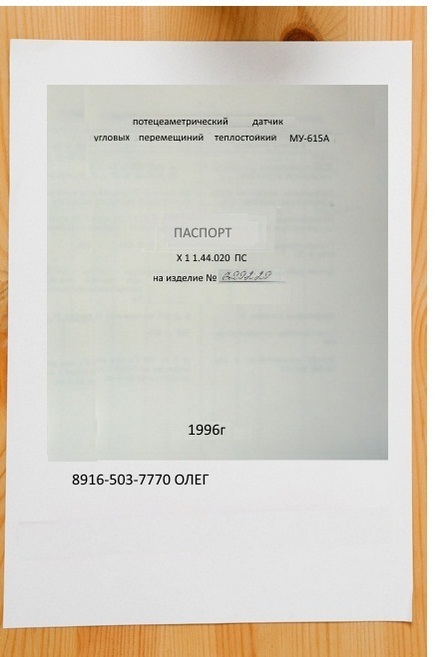 потецеаметрический датчик
угловых перемещиний теплостойкий МУ-615А
ПАСПОРТ
Х 1 1.44.020 ПС
на изделие №
1996г
8916-503-7770 ОЛЕГ